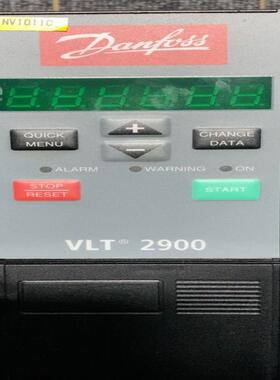 NV1011C
Danfoss
QUICK
MENU
+
−
CHANGE
DATA
ALARM
WARNING
ON
STOP
RESET
START
VLT® 2900